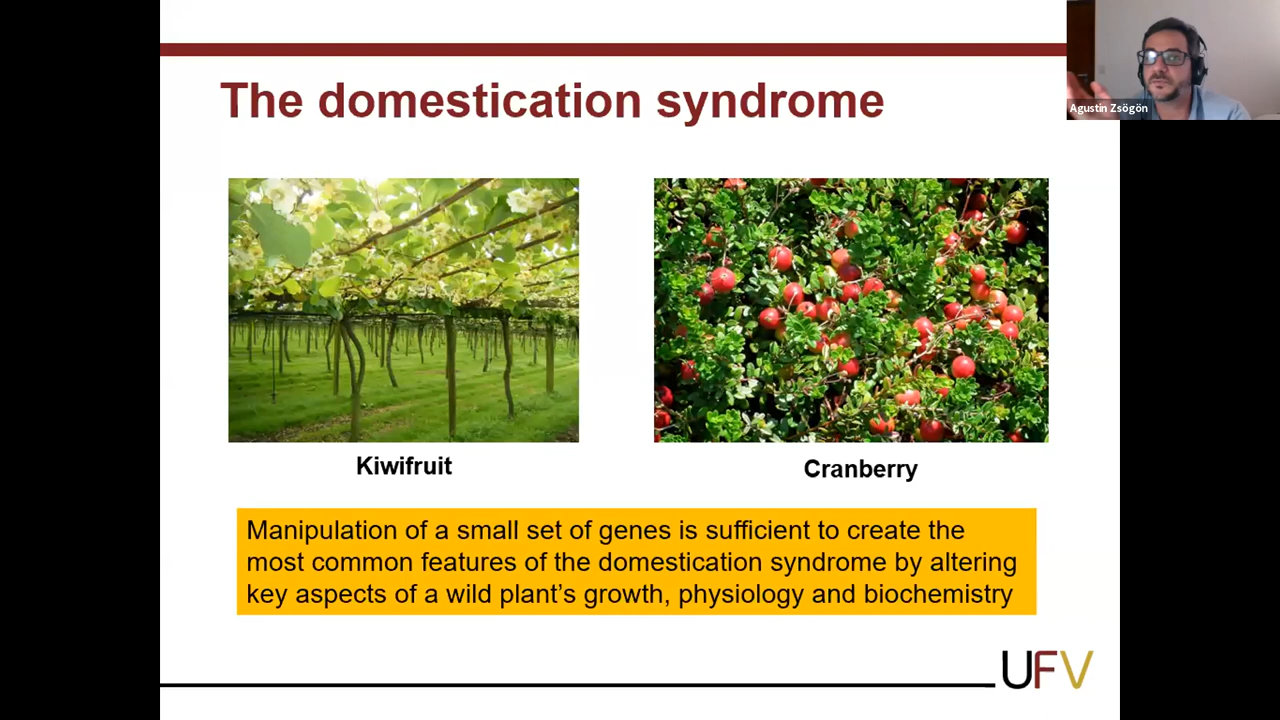 The domestication syndrome
Agustin Zsögön
Kiwifruit
Cranberry
Manipulation of a small set of genes is sufficient to create the
most common features of the domestication syndrome by altering
key aspects of a wild plant’s growth, physiology and biochemistry
UFV